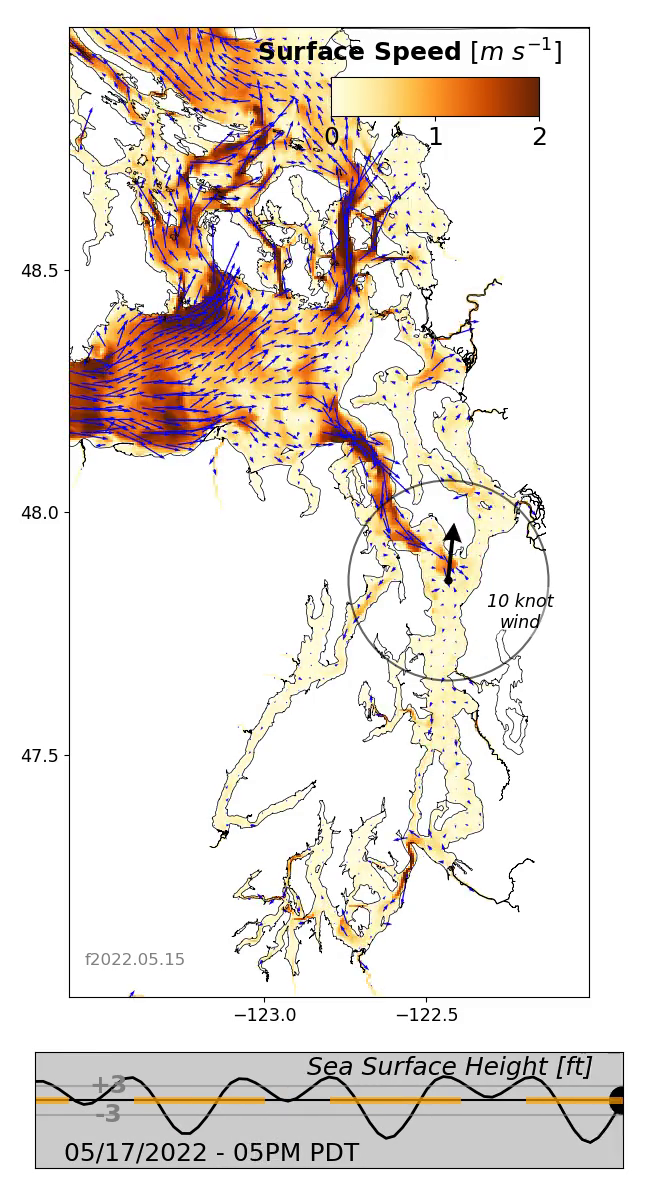 Surface Speed [m s⁻¹]
0 1 2
48.5
48.0
10 knot
wind
47.5
f2022.05.15
−123.0 −122.5
Sea Surface Height [ft]
+3
-3
05/17/2022 - 05PM PDT